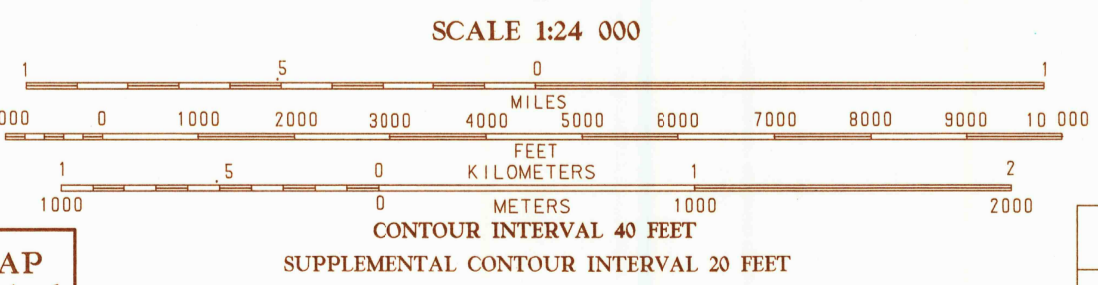 SCALE 1:24 000
1 .5 0 1
MILES
000 0 1000 2000 3000 4000 5000 6000 7000 8000 9000 10 000
FEET
1 .5 0 KILOMETERS 1 2
1000 0 METERS 1000 2000
CONTOUR INTERVAL 40 FEET
SUPPLEMENTAL CONTOUR INTERVAL 20 FEET
AP